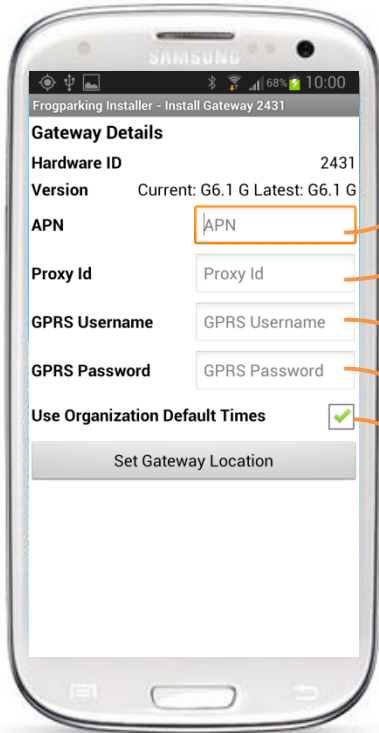 SAMSUNG
68% 10:00
Frogparking Installer - Install Gateway 2431
Gateway Details
Hardware ID 2431
Version Current: G6.1 G Latest: G6.1 G
APN APN
Proxy Id Proxy Id
GPRS Username GPRS Username
GPRS Password GPRS Password
Use Organization Default Times
Set Gateway Location